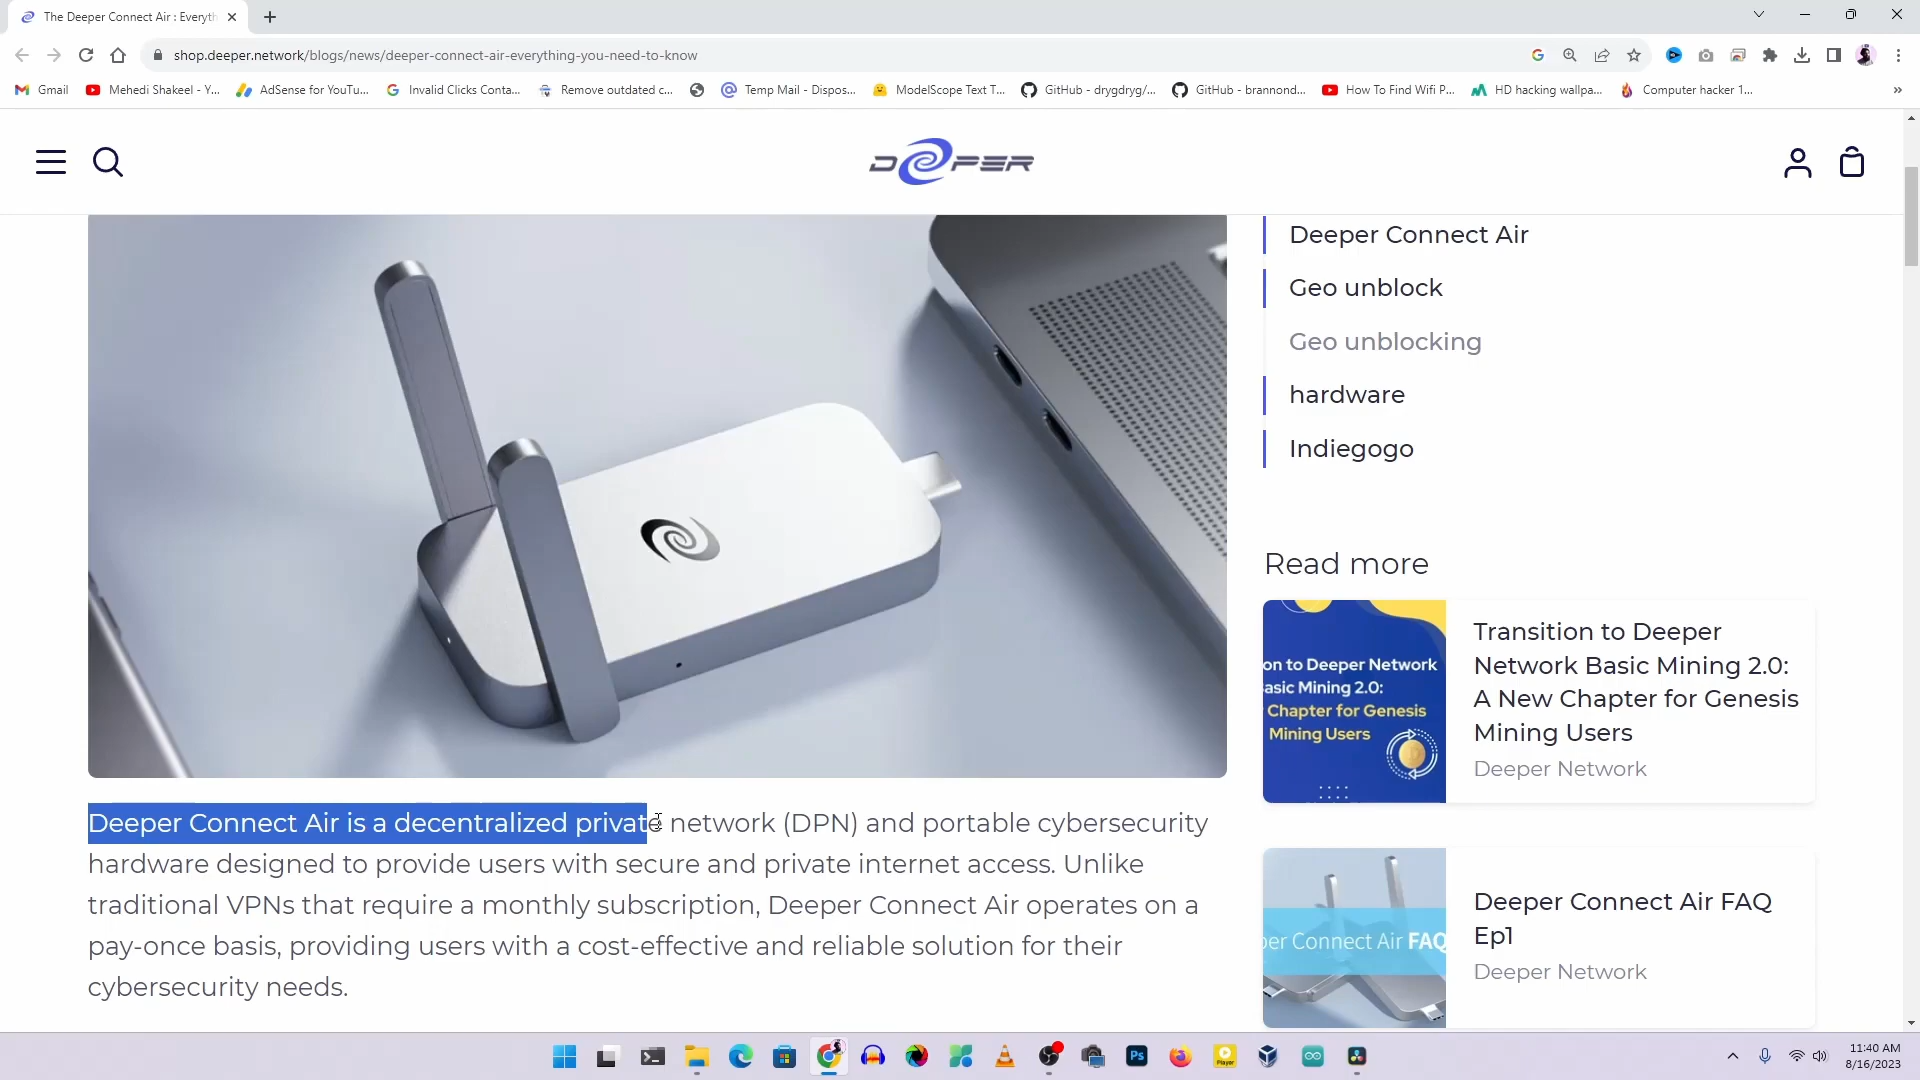 The Deeper Connect Air : Everyth
shop.deeper.network/blogs/news/deeper-connect-air-everything-you-need-to-know
Gmail
Mehedi Shakeel - Y...
AdSense for YouTu...
Invalid Clicks Conta...
Remove outdated c...
Temp Mail - Dispos...
ModelScope Text T...
GitHub - drygdryg/...
GitHub - brannond...
How To Find Wifi P...
HD hacking wallpa...
Computer hacker 1...
DEEPER
Deeper Connect Air
Geo unblock
Geo unblocking
hardware
Indiegogo
Read more
on to Deeper Network
asic Mining 2.0:
Chapter for Genesis
Mining Users
Transition to Deeper
Network Basic Mining 2.0:
A New Chapter for Genesis
Mining Users
Deeper Network
Deeper Connect Air is a decentralized private network (DPN) and portable cybersecurity
hardware designed to provide users with secure and private internet access. Unlike
traditional VPNs that require a monthly subscription, Deeper Connect Air operates on a
pay-once basis, providing users with a cost-effective and reliable solution for their
cybersecurity needs.
per Connect Air FAQ
Deeper Connect Air FAQ
Ep1
Deeper Network
Ps
Player
11:40 AM
8/16/2023